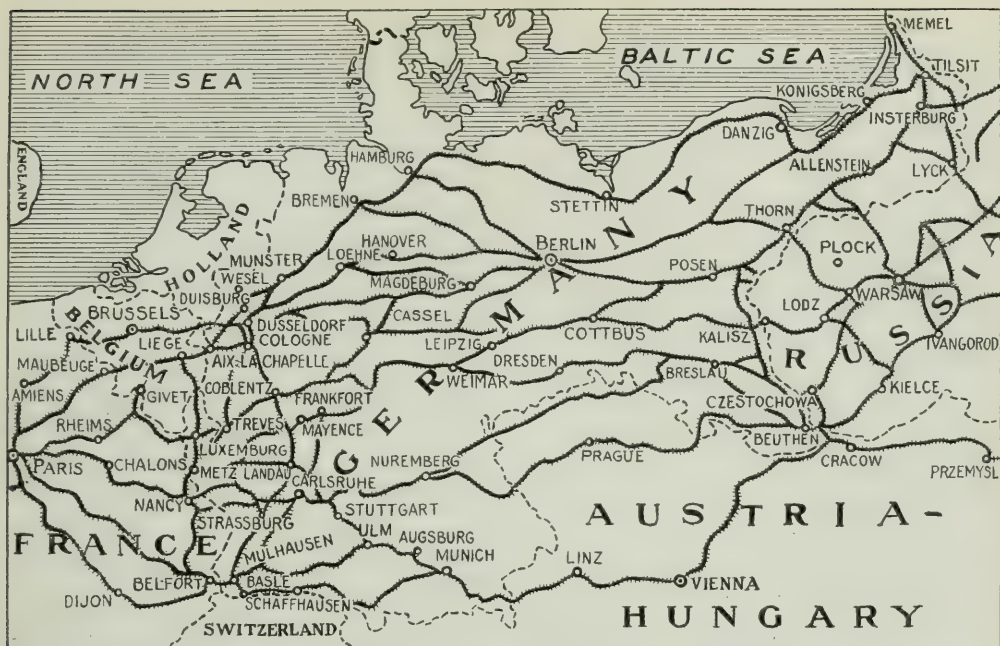 NORTH SEA
BALTIC SEA
MEMEL
TILSIT
KONIGSBERG
INSTERBURG
DANZIG
ALLENSTEIN
LYCK
ENGLAND
HAMBURG
BREMEN
STETTIN
THORN
HOLLAND
HANOVER
LOEHNE
BERLIN
PLOCK
MUNSTER
WESEL
MAGDEBURG
POSEN
WARSAW
DUISBURG
LODZ
BRUSSELS
BELGIUM
LILLE
CASSEL
DUSSELDORF
COLOGNE
LEIPZIG
COTTBUS
KALISZ
IVANGOROD
LIEGE
AIX-LA CHAPELLE
MAUBEUGE
DRESDEN
WEIMAR
BRESLAU
RUSSIA
GERMANY
COBLENTZ
AMIENS
GIVET
FRANKFORT
SKIELCE
CZESTOCHOWA
RHEIMS
TREVES
MAYENCE
BEUTHEN
LUXEMBURG
PARIS
CHALONS
METZ
LANDAU
CARLSRUHE
NUREMBERG
PRAGUE
CRACOW
PRZEMYSL
NANCY
STRASSBURG
STUTTGART
AUSTRIA-
FRANCE
MULHAUSEN
ULM
AUGSBURG
MUNICH
LINZ
BELFORT
BASLE
VIENNA
DIJON
SCHAFFHAUSEN
HUNGARY
SWITZERLAND